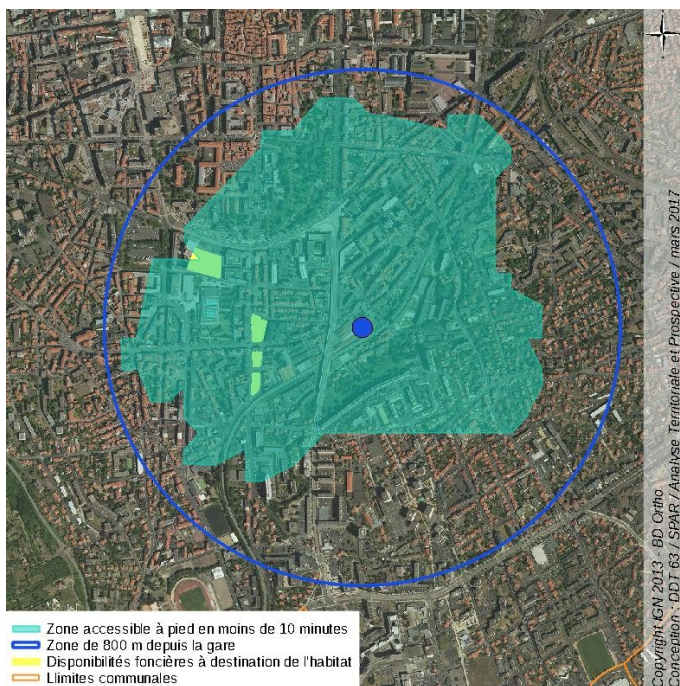 Zone accessible à pied en moins de 10 minutes
Zone de 800 m depuis la gare
Disponibilités foncières à destination de l'habitat
Llimites communales
Copyright IGN 2013 - BD Ortho
Conception : DDT 63 / SPAR / Analyse Territoriale et Prospective / mars 2017